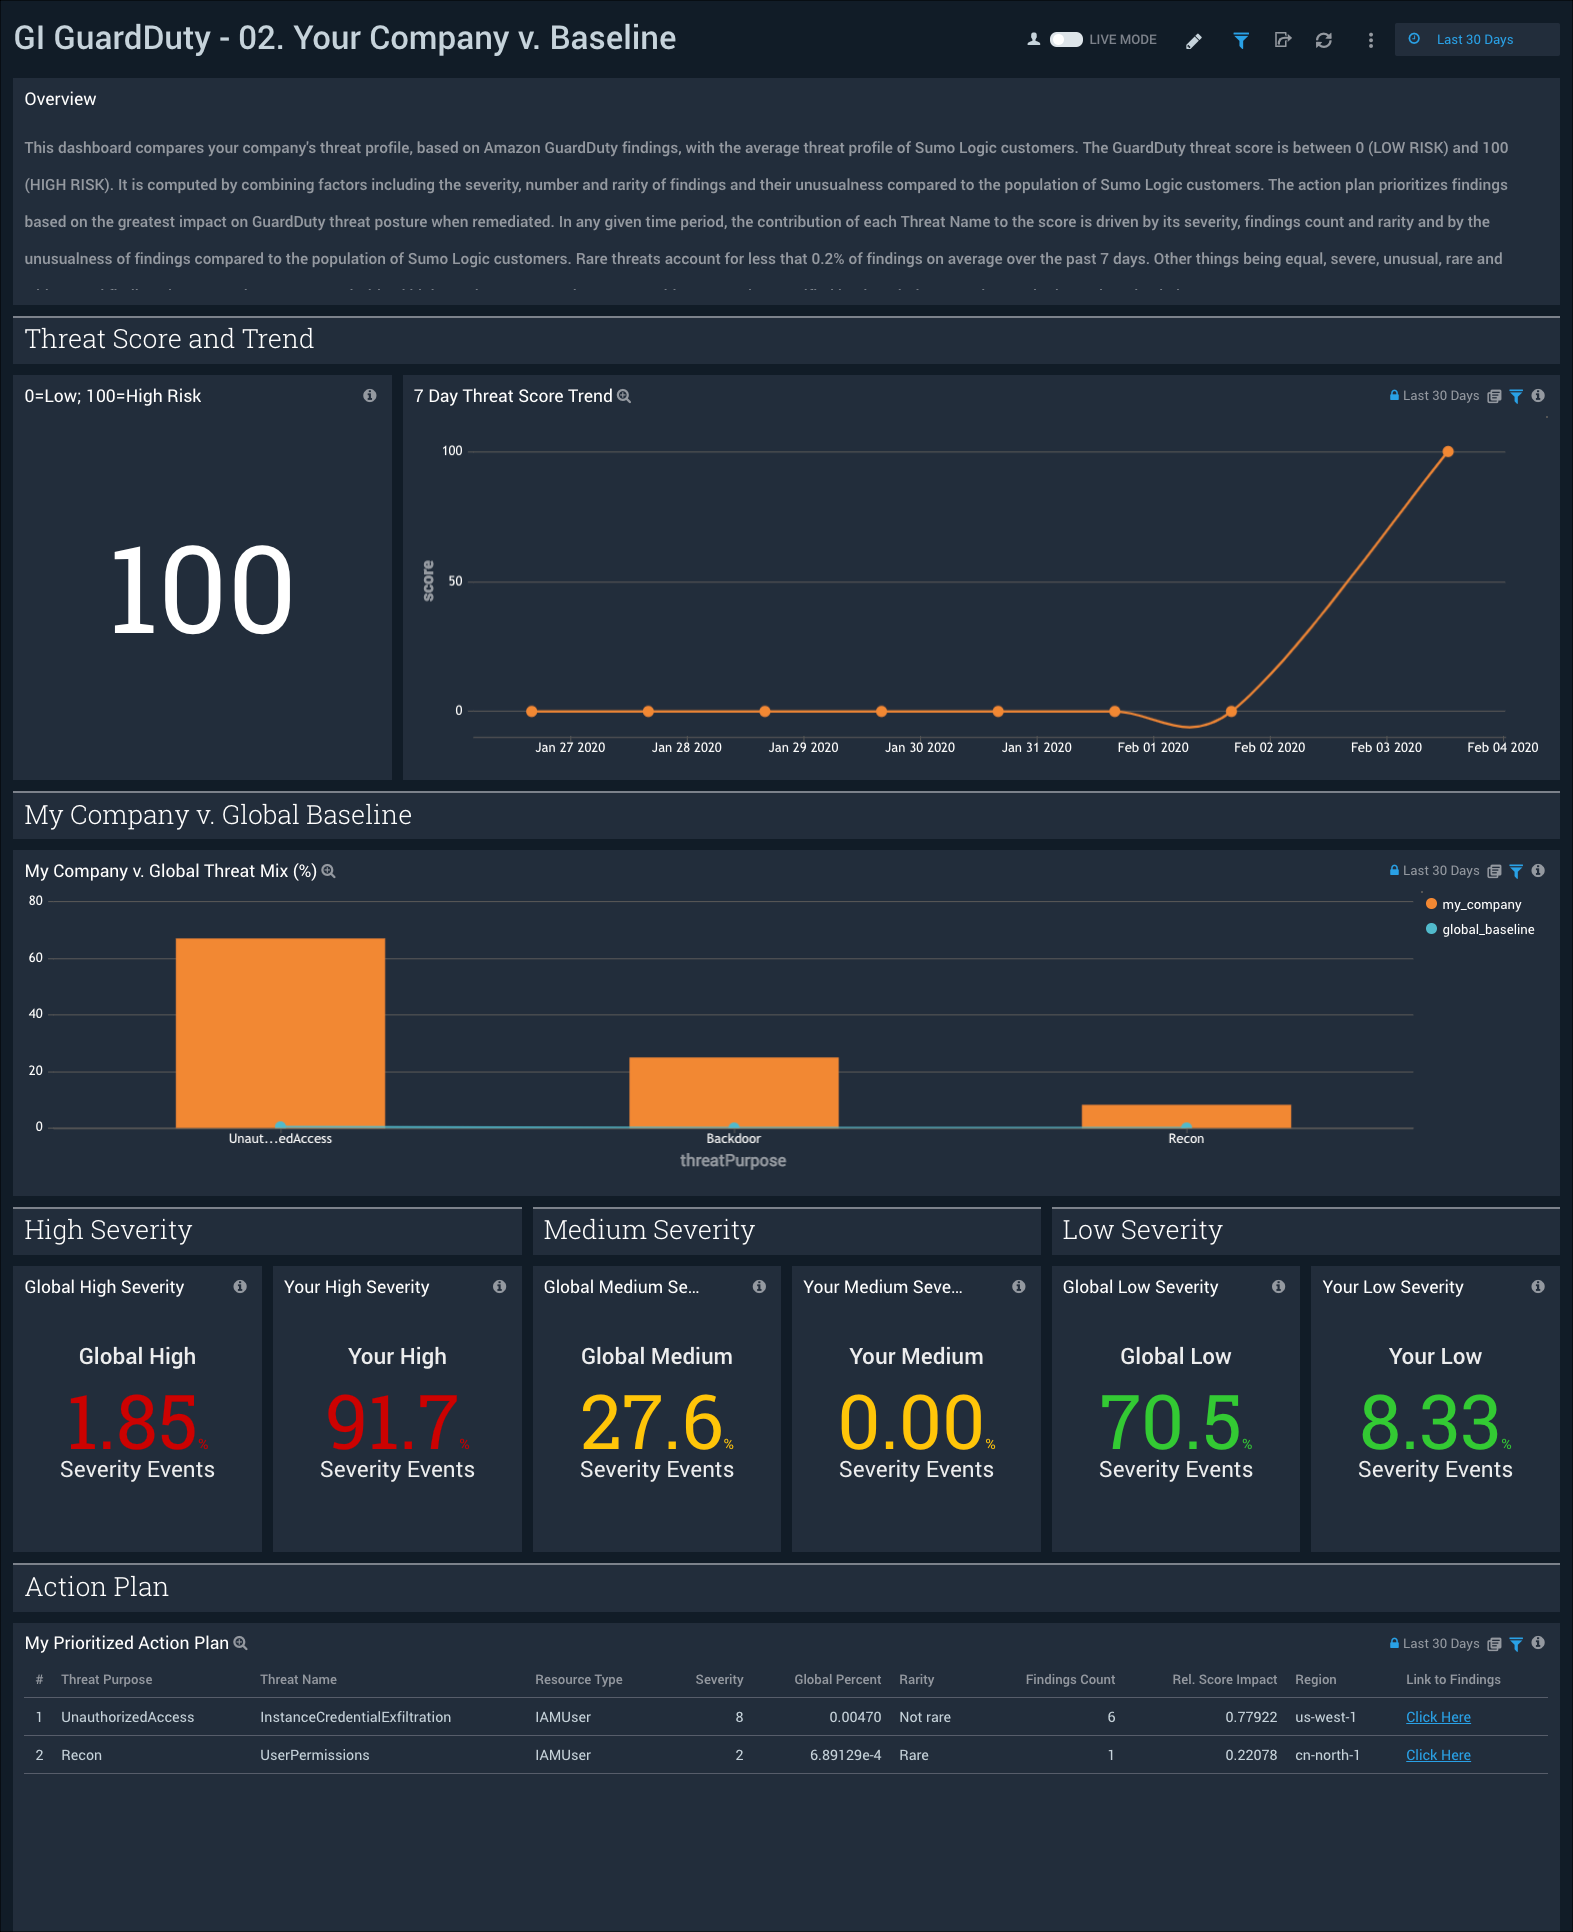 GI GuardDuty - 02. Your Company v. Baseline
LIVE MODE
Last 30 Days
Overview
This dashboard compares your company's threat profile, based on Amazon GuardDuty findings, with the average threat profile of Sumo Logic customers. The GuardDuty threat score is between 0 (LOW RISK) and 100
(HIGH RISK). It is computed by combining factors including the severity, number and rarity of findings and their unusualness compared to the population of Sumo Logic customers. The action plan prioritizes findings
based on the greatest impact on GuardDuty threat posture when remediated. In any given time period, the contribution of each Threat Name to the score is driven by its severity, findings count and rarity and by the
unusualness of findings compared to the population of Sumo Logic customers. Rare threats account for less that 0.2% of findings on average over the past 7 days. Other things being equal, severe, unusual, rare and
Threat Score and Trend
0=Low; 100=High Risk
100
7 Day Threat Score Trend
Last 30 Days
100
50
0
score
Jan 27 2020 Jan 28 2020 Jan 29 2020 Jan 30 2020 Jan 31 2020 Feb 01 2020 Feb 02 2020 Feb 03 2020 Feb 04 2020
My Company v. Global Baseline
My Company v. Global Threat Mix (%)
Last 30 Days
80
60
40
20
0
my_company
global_baseline
Unaut...edAccess Backdoor Recon
threatPurpose
High Severity
Medium Severity
Low Severity
Global High Severity
Global High
1.85%
Severity Events
Your High Severity
Your High
91.7%
Severity Events
Global Medium Se...
Global Medium
27.6%
Severity Events
Your Medium Seve...
Your Medium
0.00%
Severity Events
Global Low Severity
Global Low
70.5%
Severity Events
Your Low Severity
Your Low
8.33%
Severity Events
Action Plan
My Prioritized Action Plan
Last 30 Days
# Threat Purpose Threat Name Resource Type Severity Global Percent Rarity Findings Count Rel. Score Impact Region Link to Findings
1 UnauthorizedAccess InstanceCredentialExfiltration IAMUser 8 0.00470 Not rare 6 0.77922 us-west-1 Click Here
2 Recon UserPermissions IAMUser 2 6.89129e-4 Rare 1 0.22078 cn-north-1 Click Here